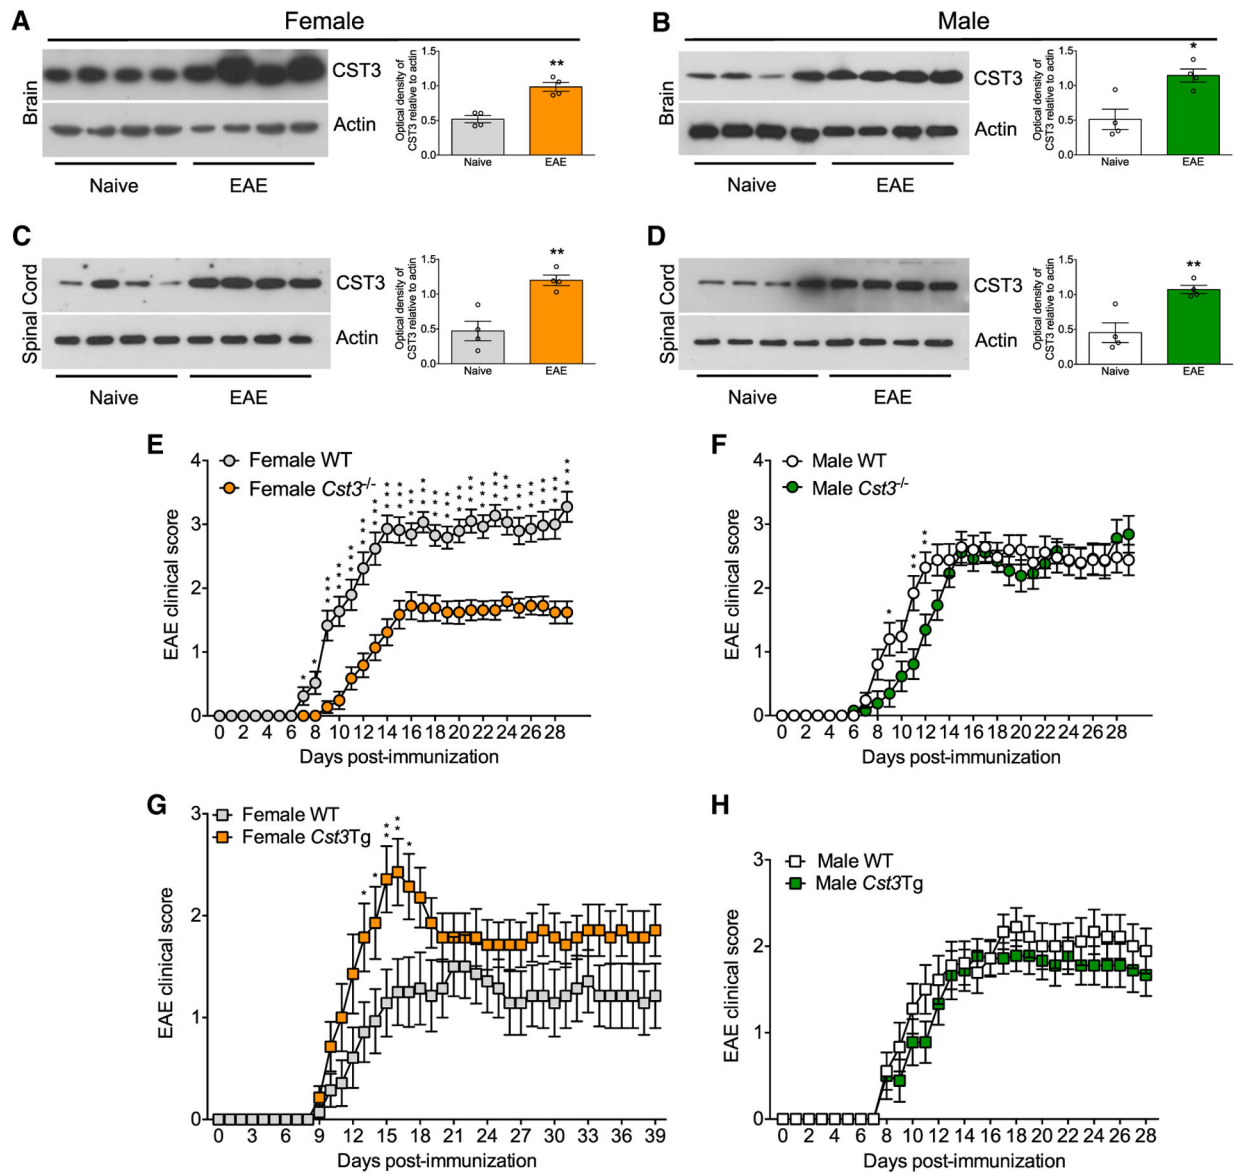 A Female
Brain
CST3
Actin
Naive EAE
Optical density of
CST3 relative to actin
1.5
1.0
0.5
0.0
**
Naive EAE
B Male
Brain
CST3
Actin
Naive EAE
Optical density of
CST3 relative to actin
1.5
1.0
0.5
0.0
*
Naive EAE
C
Spinal Cord
CST3
Actin
Naive EAE
Optical density of
CST3 relative to actin
1.5
1.0
0.5
0.0
**
Naive EAE
D
Spinal Cord
CST3
Actin
Naive EAE
Optical density of
CST3 relative to actin
1.5
1.0
0.5
0.0
**
Naive EAE
E
Female WT
Female Cst3-/-
EAE clinical score
4
3
2
1
0
0 2 4 6 8 10 12 14 16 18 20 22 24 26 28
Days post-immunization
F
Male WT
Male Cst3-/-
EAE clinical score
4
3
2
1
0
0 2 4 6 8 10 12 14 16 18 20 22 24 26 28
Days post-immunization
G
Female WT
Female Cst3Tg
EAE clinical score
3
2
1
0
0 3 6 9 12 15 18 21 24 27 30 33 36 39
Days post-immunization
H
Male WT
Male Cst3Tg
EAE clinical score
3
2
1
0
0 2 4 6 8 10 12 14 16 18 20 22 24 26 28
Days post-immunization